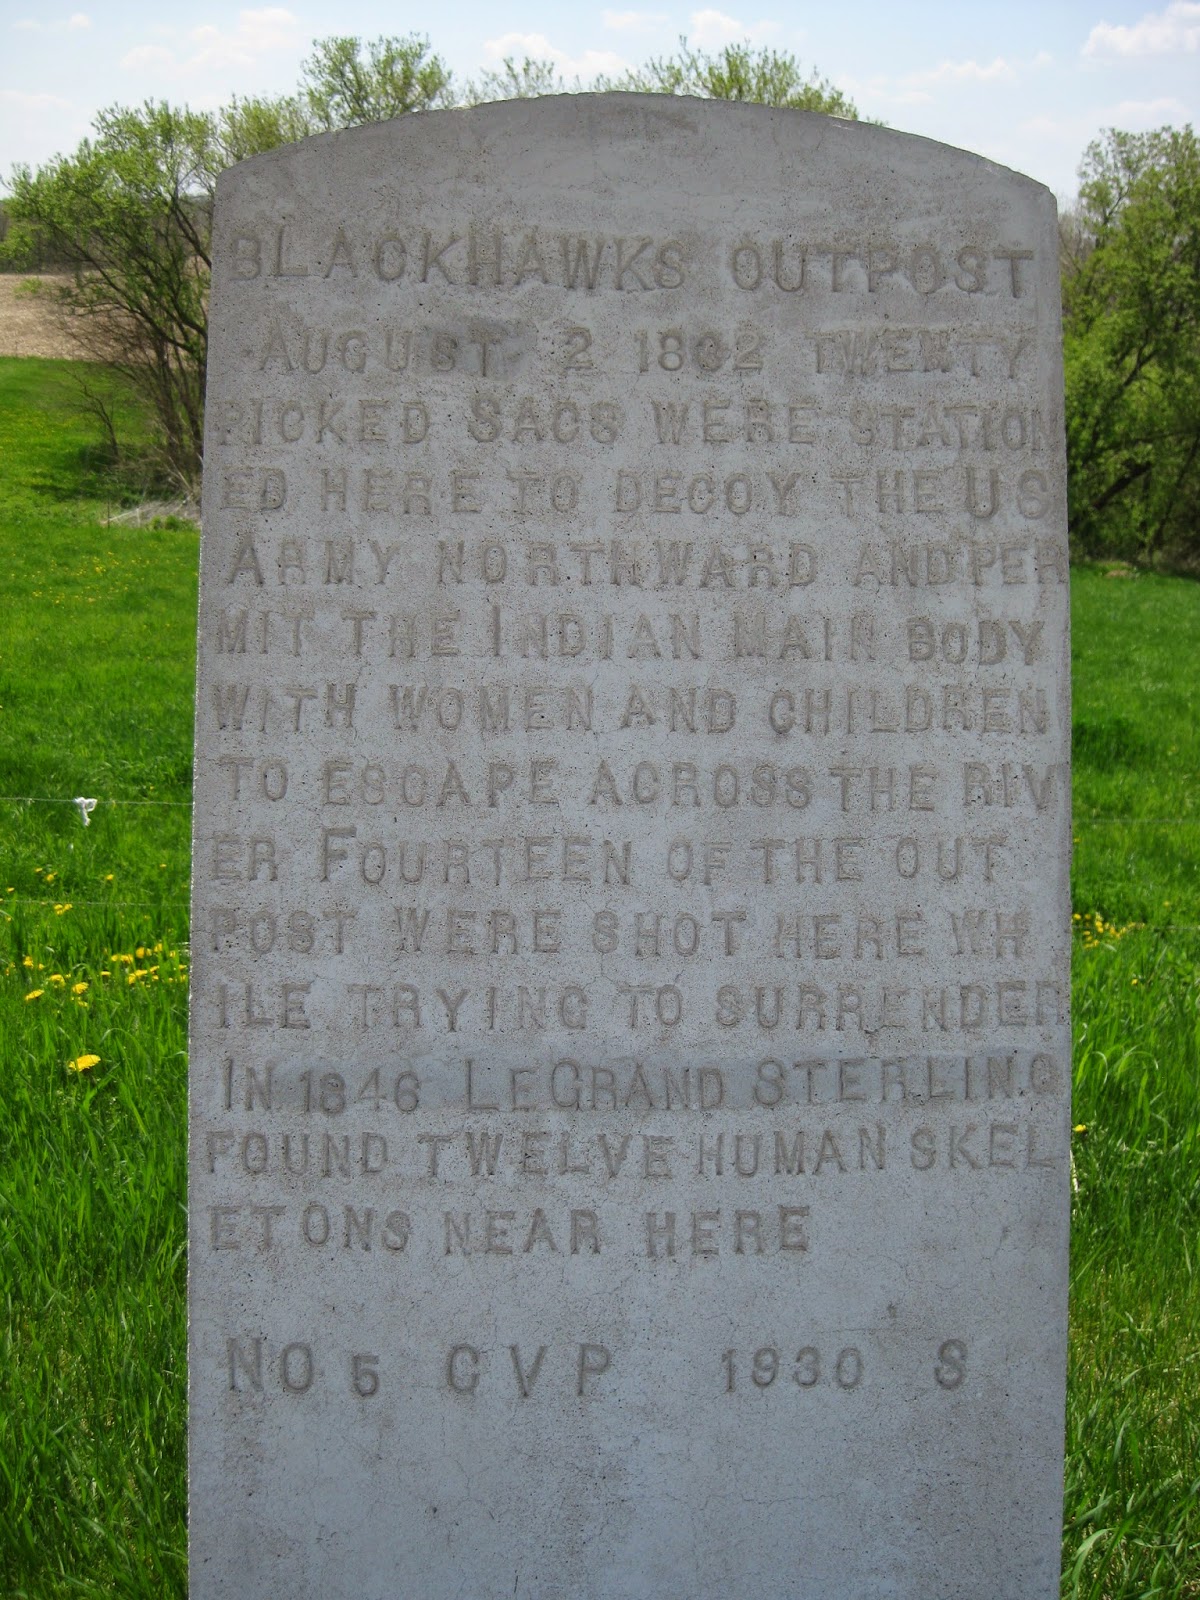 BLACKHAWKS OUTPOST
AUGUST 2 1832 TWENTY
PICKED SACS WERE STATION
ED HERE TO DECOY THE US
ARMY NORTHWARD AND PER
MIT THE INDIAN MAIN BODY
WITH WOMEN AND CHILDREN
TO ESCAPE ACROSS THE RIV
ER FOURTEEN OF THE OUT
POST WERE SHOT HERE WH
ILE TRYING TO SURRENDER
IN 1846 LEGRAND STERLING
FOUND TWELVE HUMAN SKEL
ETONS NEAR HERE
NO 5 CVP 1930 S